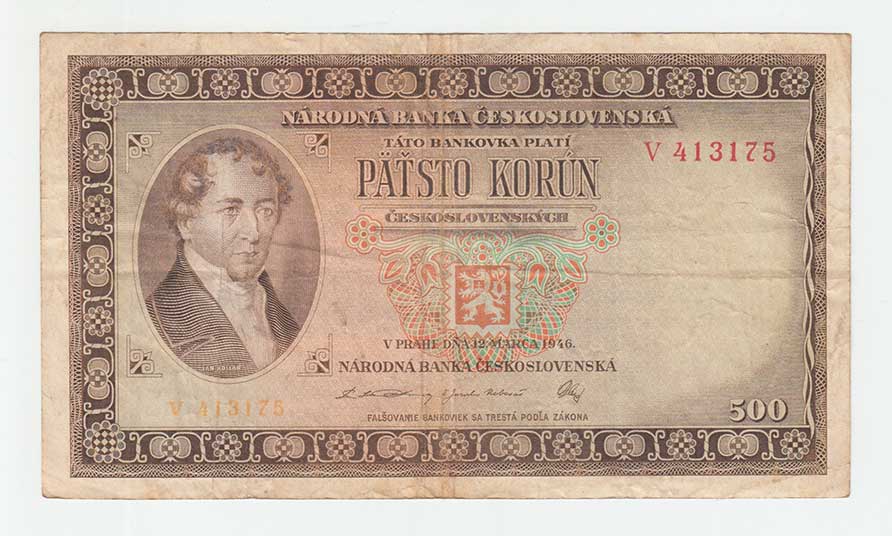 NÁRODNÁ BANKA ČESKOSLOVENSKÁ
TÁTO BANKOVKA PLATÍ
V 413175
PÄŤSTO KORÚN
ČESKOSLOVENSKÝCH
V PRAHE DŇA 12. MARCA 1946.
NÁRODNÁ BANKA ČESKOSLOVENSKÁ
JÁN KOLLÁR
V 413175
FALŠOVANIE BANKOVIEK SA TRESTÁ PODĽA ZÁKONA
500